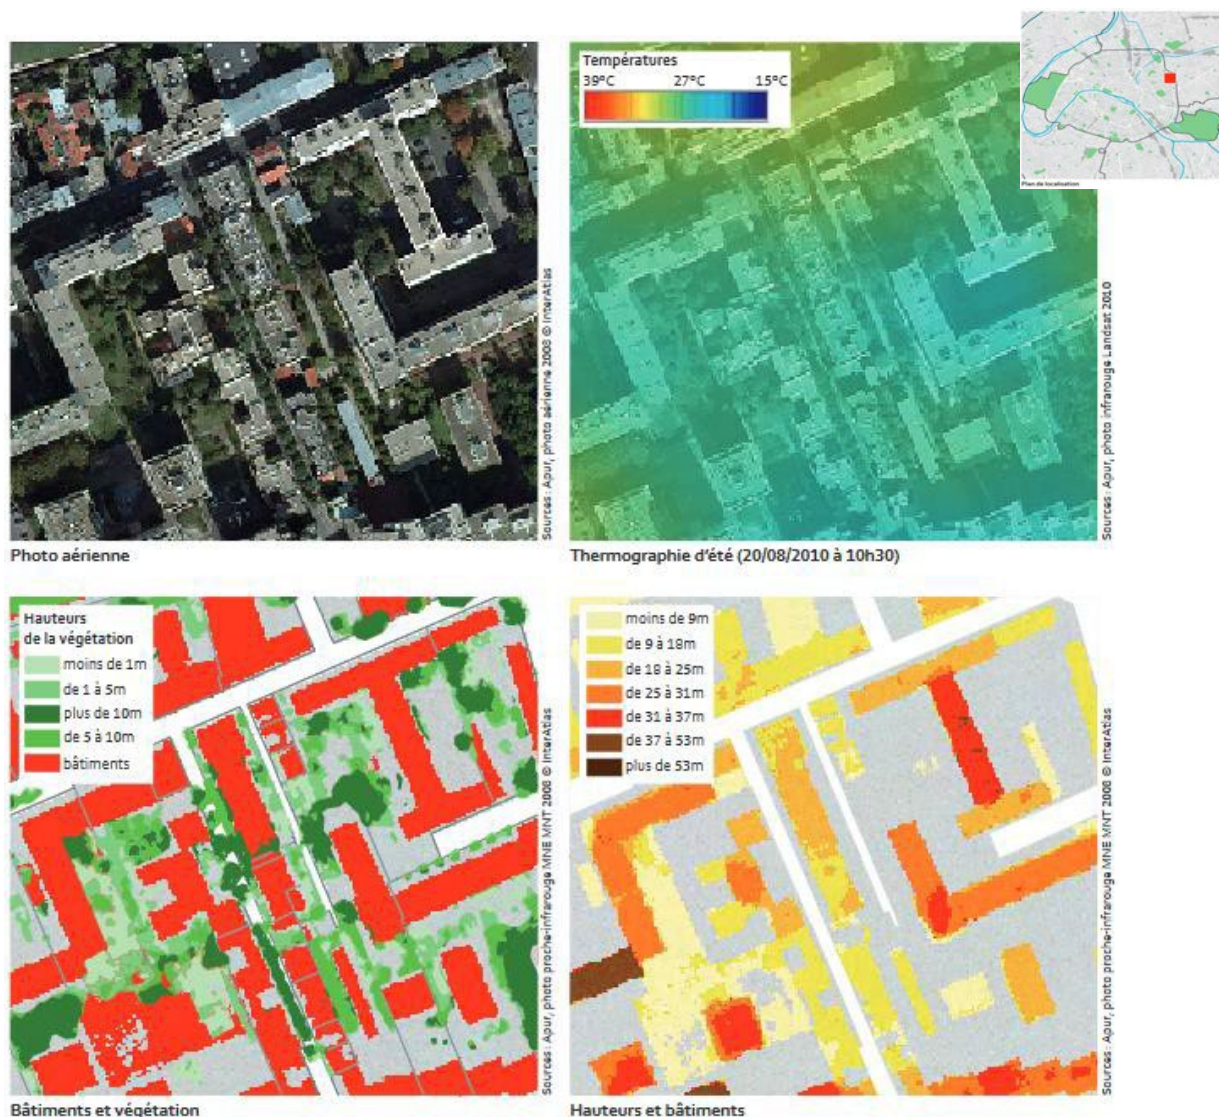 Températures
39°C 27°C 15°C
Plan de localisation
Sources : Apur, photo aérienne 2008 © InterAtlas
Sources : Apur, photo infrarouge Landsat 2010
Photo aérienne
Thermographie d'été (20/08/2010 à 10h30)
Hauteurs
de la végétation
moins de 1m
de 1 à 5m
plus de 10m
de 5 à 10m
bâtiments
moins de 9m
de 9 à 18m
de 18 à 25m
de 25 à 31m
de 31 à 37m
de 37 à 53m
plus de 53m
Sources : Apur, photo proche-infrarouge MNE MNT 2008 © InterAtlas
Sources : Apur, photo proche-infrarouge MNE MNT 2008 © InterAtlas
Bâtiments et végétation
Hauteurs et bâtiments